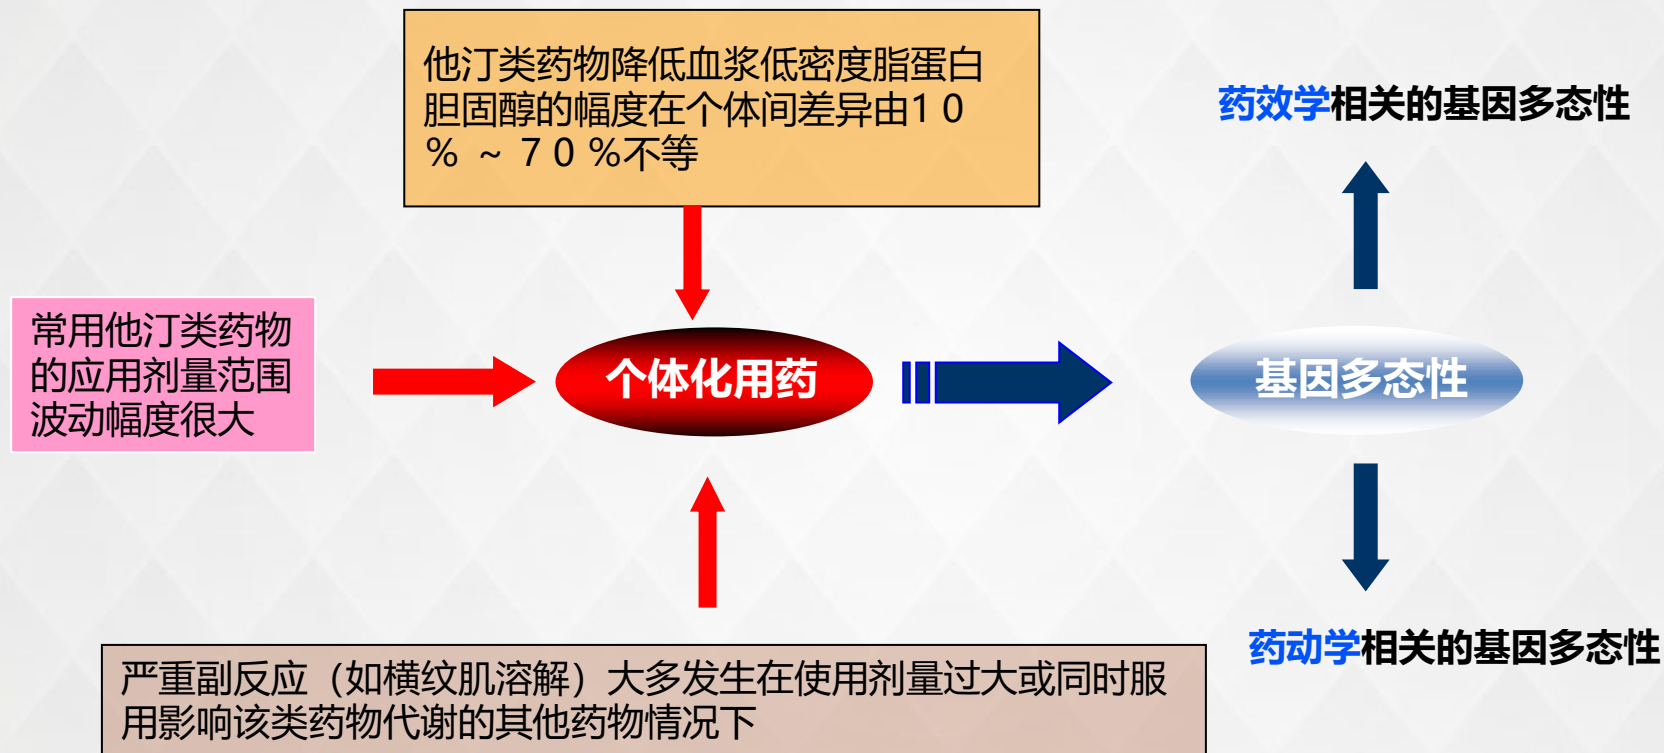 他汀类药物降低血浆低密度脂蛋白
胆固醇的幅度在个体间差异由1 0
% ~ 7 0 %不等
药效学相关的基因多态性
常用他汀类药物
的应用剂量范围
波动幅度很大
个体化用药
基因多态性
药动学相关的基因多态性
严重副反应（如横纹肌溶解）大多发生在使用剂量过大或同时服
用影响该类药物代谢的其他药物情况下